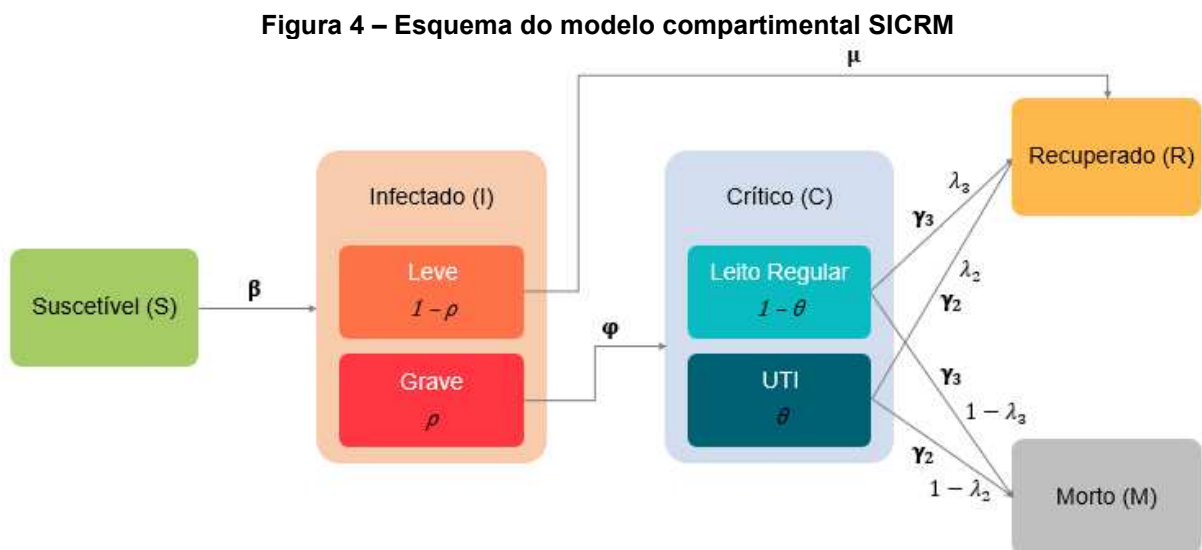 Figura 4 – Esquema do modelo compartimental SICRM
μ
Recuperado (R)
Infectado (I)
Crítico (C)
λ₃
γ₃
Leve
1 - ρ
Leito Regular
1 - θ
λ₂
γ₂
Suscetível (S)
β
φ
Grave
ρ
UTI
θ
γ₃
1 − λ₃
γ₂
1 − λ₂
Morto (M)